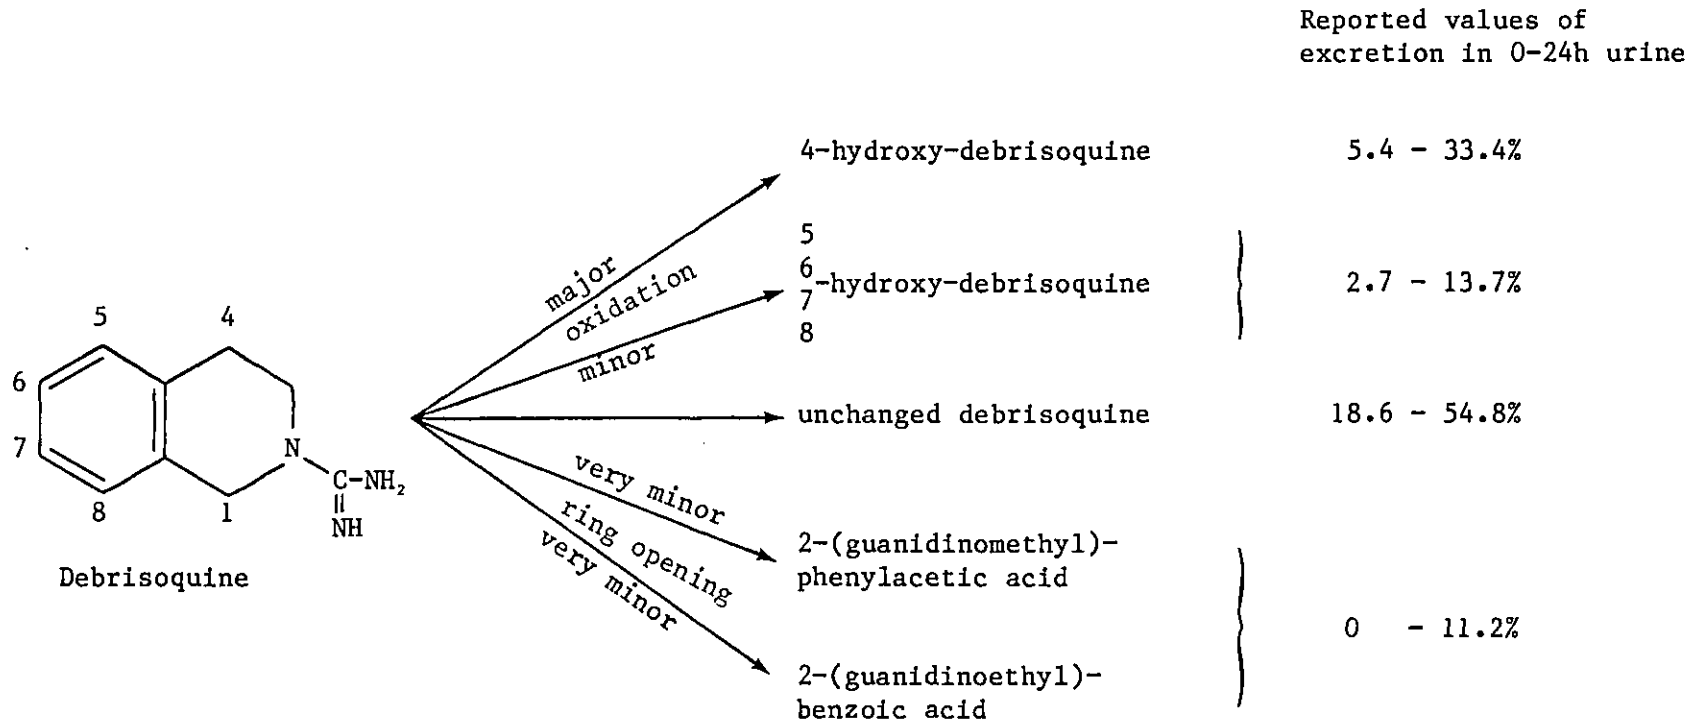 Reported values of
excretion in 0-24h urine
4-hydroxy-debrisoquine
5.4 - 33.4%
major
oxidation
minor
5
6
7
8
-hydroxy-debrisoquine
2.7 - 13.7%
unchanged debrisoquine
18.6 - 54.8%
5
4
6
7
8
1
N
C-NH₂
NH
Debrisoquine
very minor
ring opening
very minor
2-(guanidinomethyl)-
phenylacetic acid
2-(guanidinoethyl)-
benzoic acid
0 - 11.2%